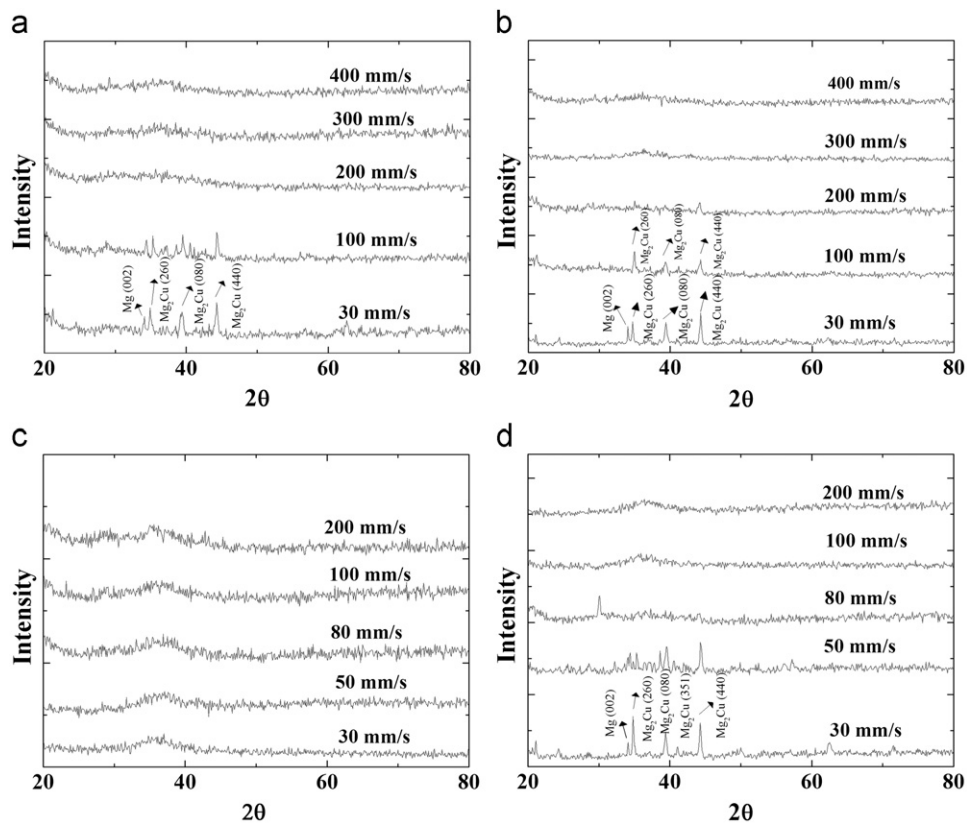 a
400 mm/s
300 mm/s
200 mm/s
100 mm/s
30 mm/s
Mg (002)
Mg₂Cu (260)
Mg₂Cu (080)
Mg₂Cu (440)
Intensity
20 40 60 80
2θ
b
400 mm/s
300 mm/s
200 mm/s
Mg₂Cu (260)
Mg₂Cu (080)
Mg₂Cu (440)
100 mm/s
30 mm/s
Mg (002)
Mg₂Cu (260)
Mg₂Cu (080)
Mg₂Cu (440)
Intensity
20 40 60 80
2θ
c
200 mm/s
100 mm/s
80 mm/s
50 mm/s
30 mm/s
Intensity
20 40 60 80
2θ
d
200 mm/s
100 mm/s
80 mm/s
50 mm/s
30 mm/s
Mg (002)
Mg₂Cu (260)
Mg₂Cu (080)
Mg₂Cu (351)
Mg₂Cu (440)
Intensity
20 40 60 80
2θ